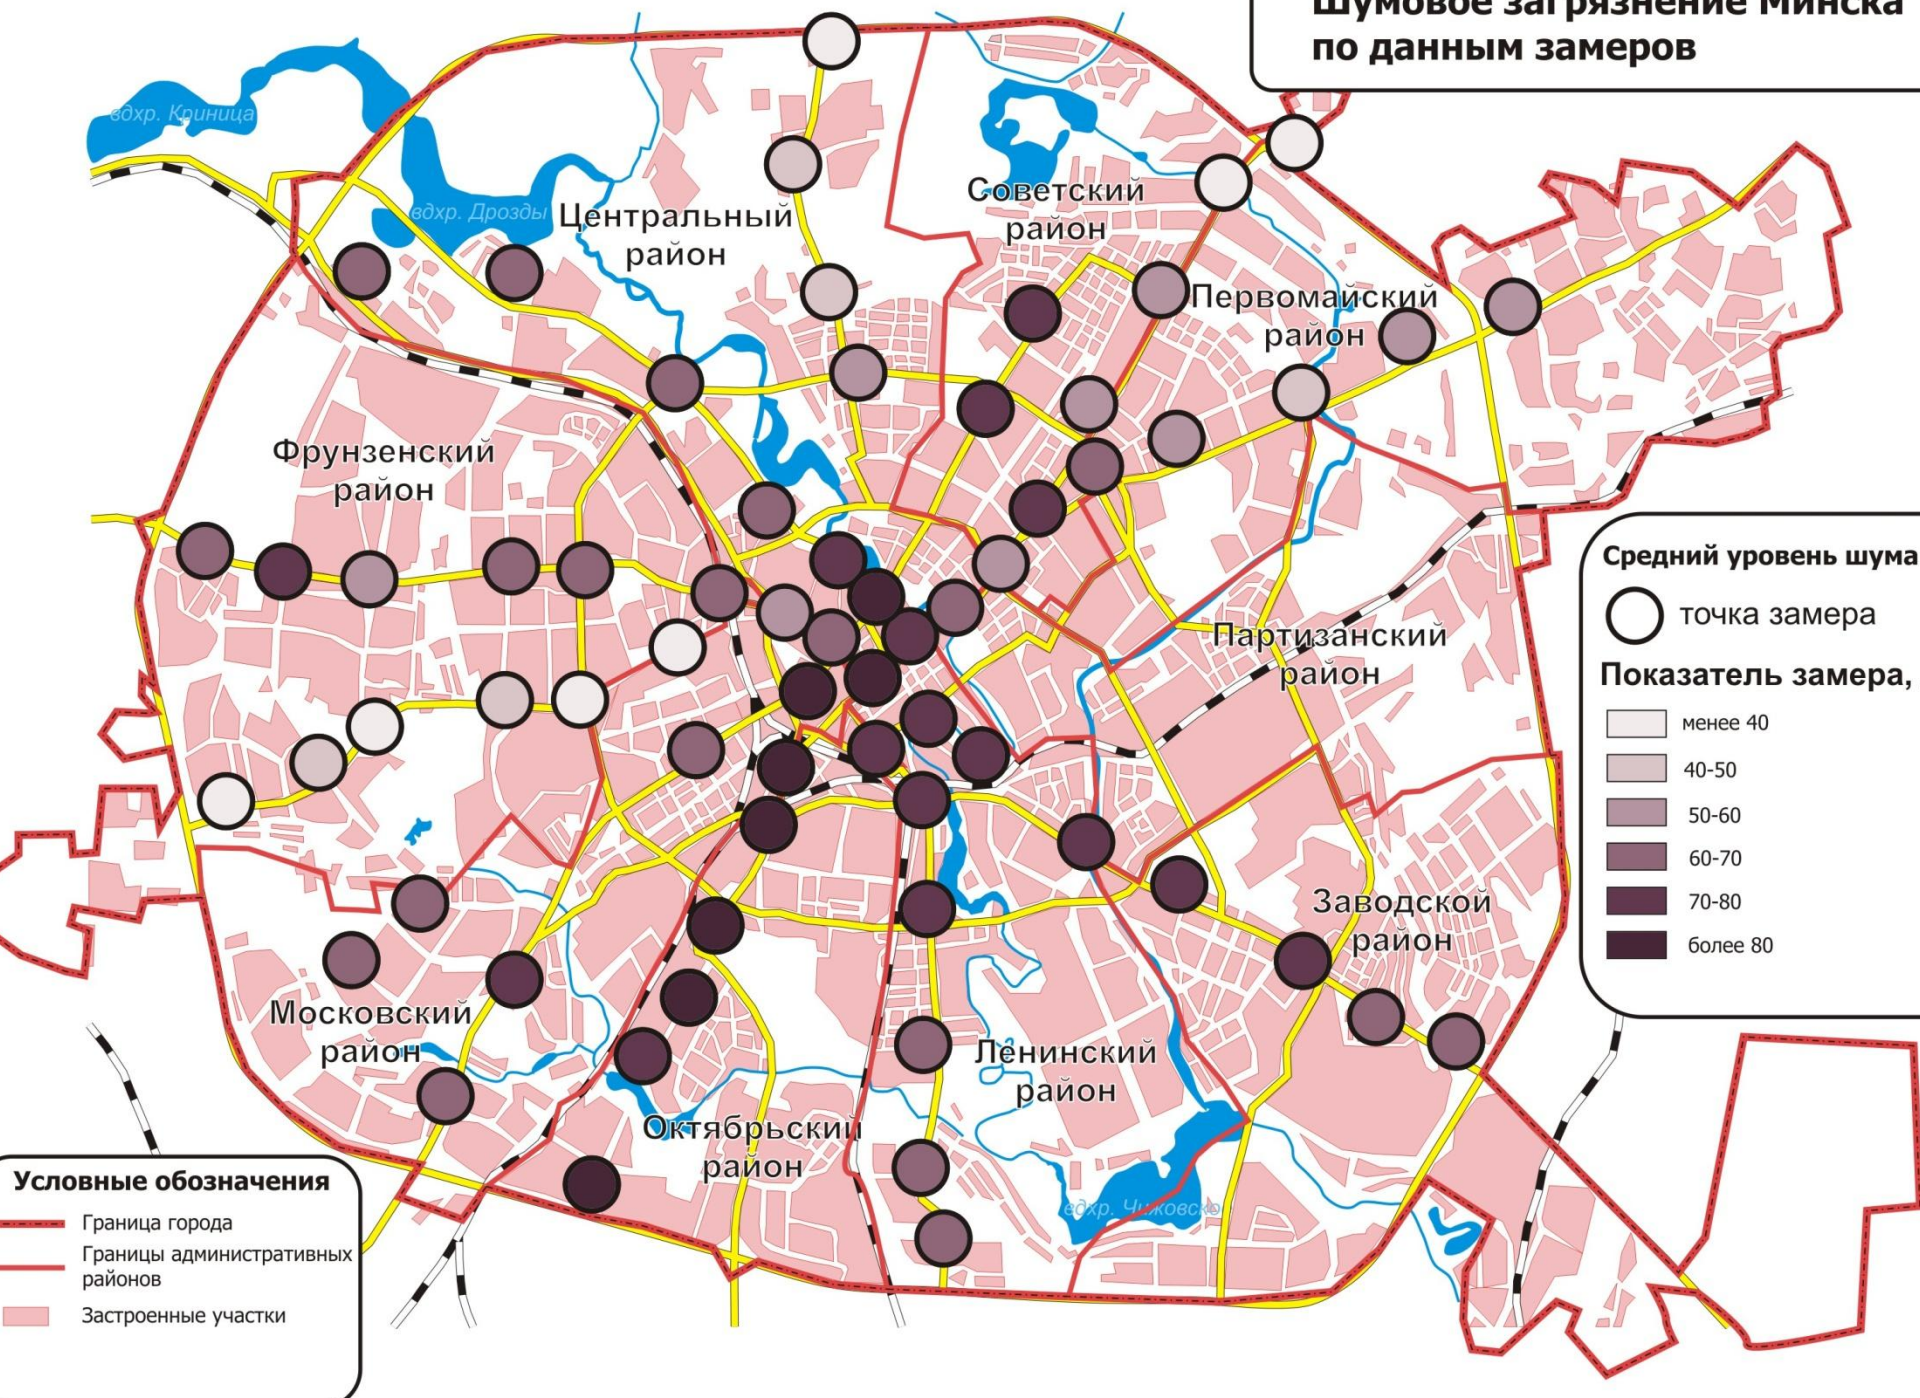 Шумовое загрязнение Минска
по данным замеров
вдхр. Криница
вдхр. Дрозды
Центральный
район
Советский
район
Первомайский
район
Фрунзенский
район
Партизанский
район
Заводской
район
Московский
район
Ленинский
район
Октябрьский
район
вдхр. Чижовско
Средний уровень шума
точка замера
Показатель замера,
менее 40
40-50
50-60
60-70
70-80
более 80
Условные обозначения
Граница города
Границы административных
районов
Застроенные участки